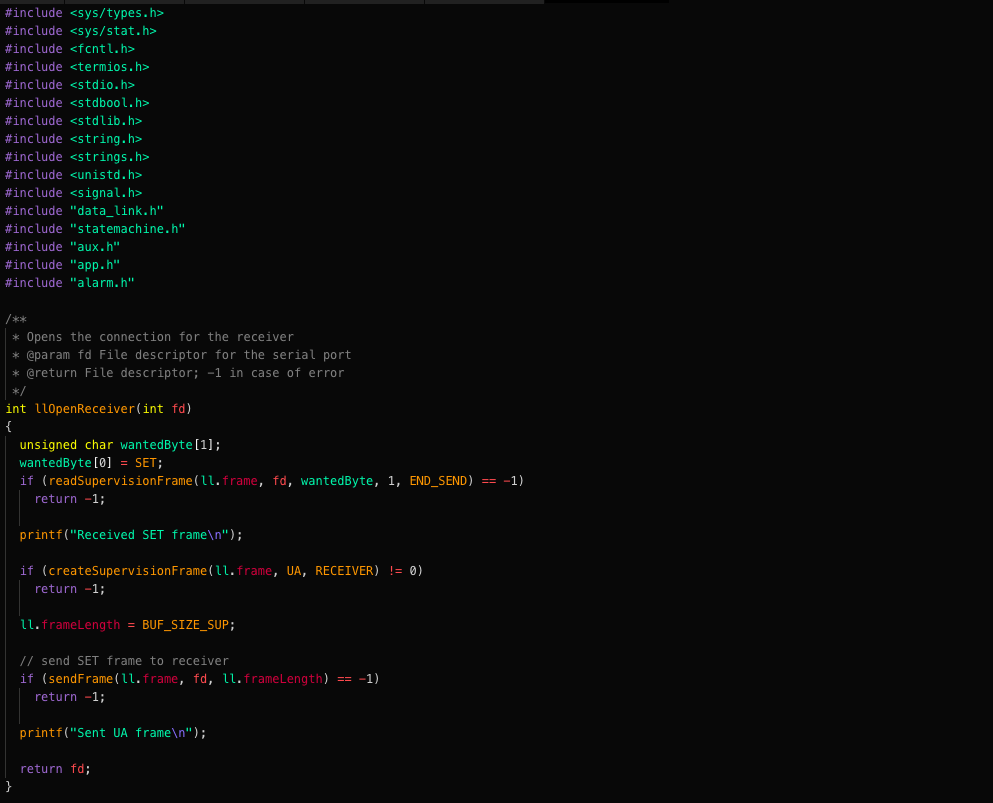 #include <sys/types.h>
#include <sys/stat.h>
#include <fcntl.h>
#include <termios.h>
#include <stdio.h>
#include <stdbool.h>
#include <stdlib.h>
#include <string.h>
#include <strings.h>
#include <unistd.h>
#include <signal.h>
#include "data_link.h"
#include "statemachine.h"
#include "aux.h"
#include "app.h"
#include "alarm.h"

/**
 * Opens the connection for the receiver
 * @param fd File descriptor for the serial port
 * @return File descriptor; -1 in case of error
 */
int llOpenReceiver(int fd)
{
  unsigned char wantedByte[1];
  wantedByte[0] = SET;
  if (readSupervisionFrame(ll.frame, fd, wantedByte, 1, END_SEND) == -1)
    return -1;

  printf("Received SET frame\n");

  if (createSupervisionFrame(ll.frame, UA, RECEIVER) != 0)
    return -1;

  ll.frameLength = BUF_SIZE_SUP;

  // send SET frame to receiver
  if (sendFrame(ll.frame, fd, ll.frameLength) == -1)
    return -1;

  printf("Sent UA frame\n");

  return fd;
}